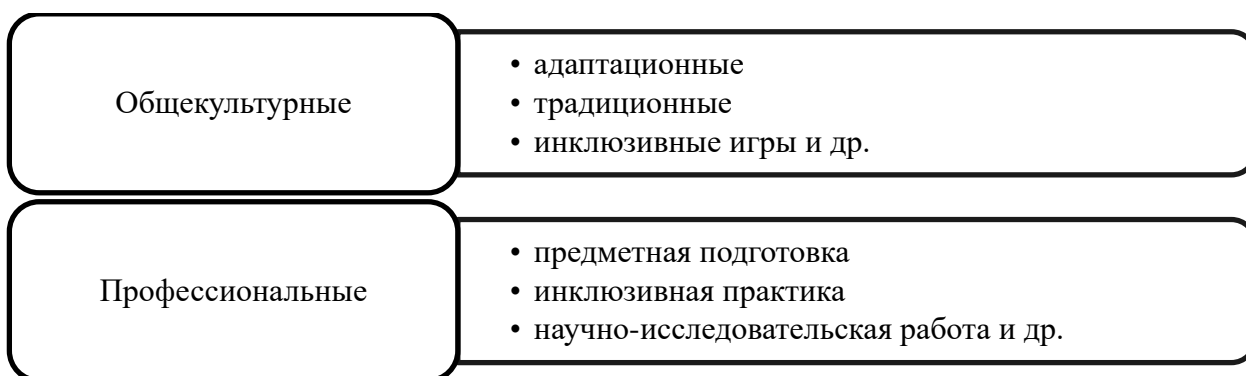 Общекультурные
• адаптационные
• традиционные
• инклюзивные игры и др.
Профессиональные
• предметная подготовка
• инклюзивная практика
• научно-исследовательская работа и др.